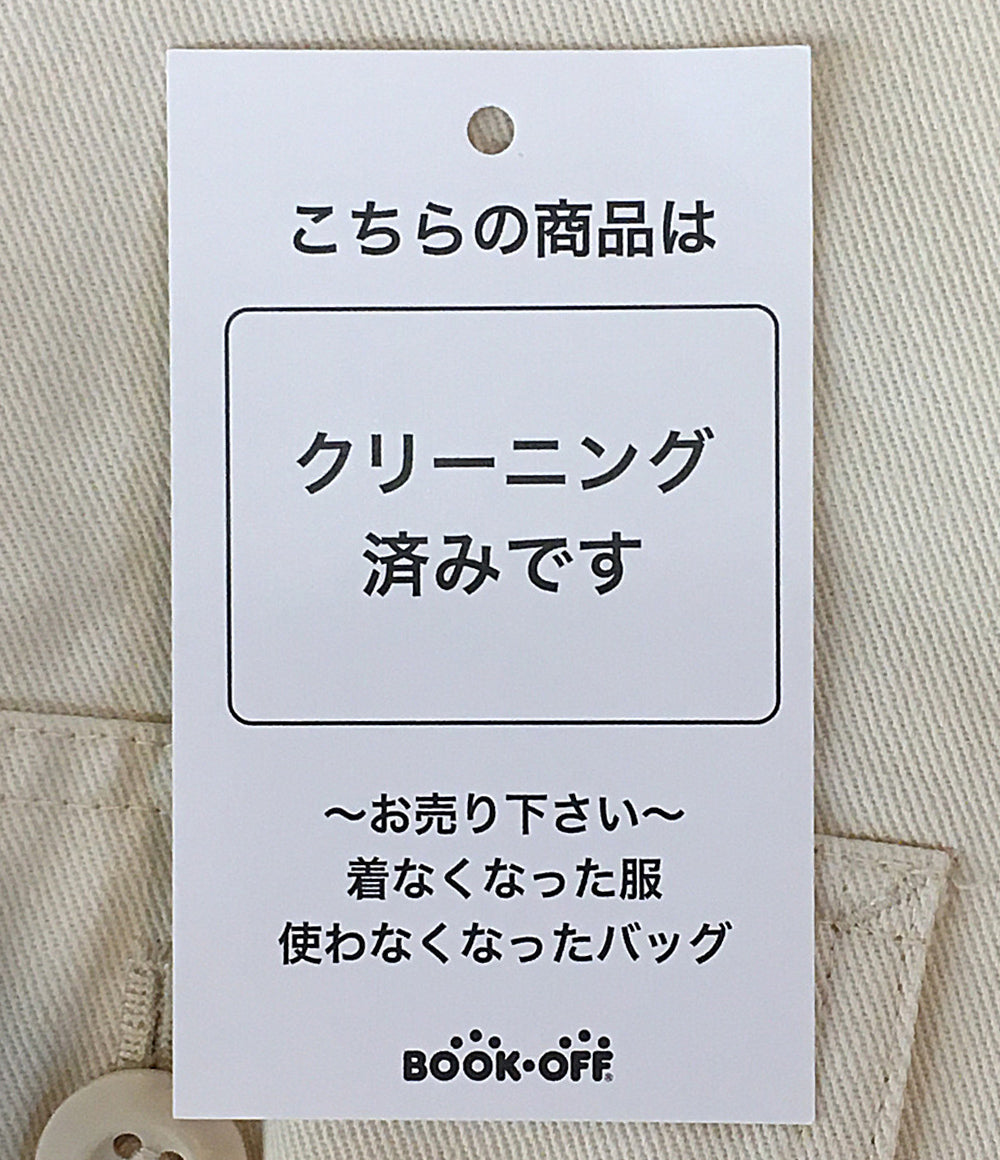 こちらの商品は
クリーニング
済みです
〜お売り下さい〜
着なくなった服
使わなくなったバッグ
BOOK・OFF®